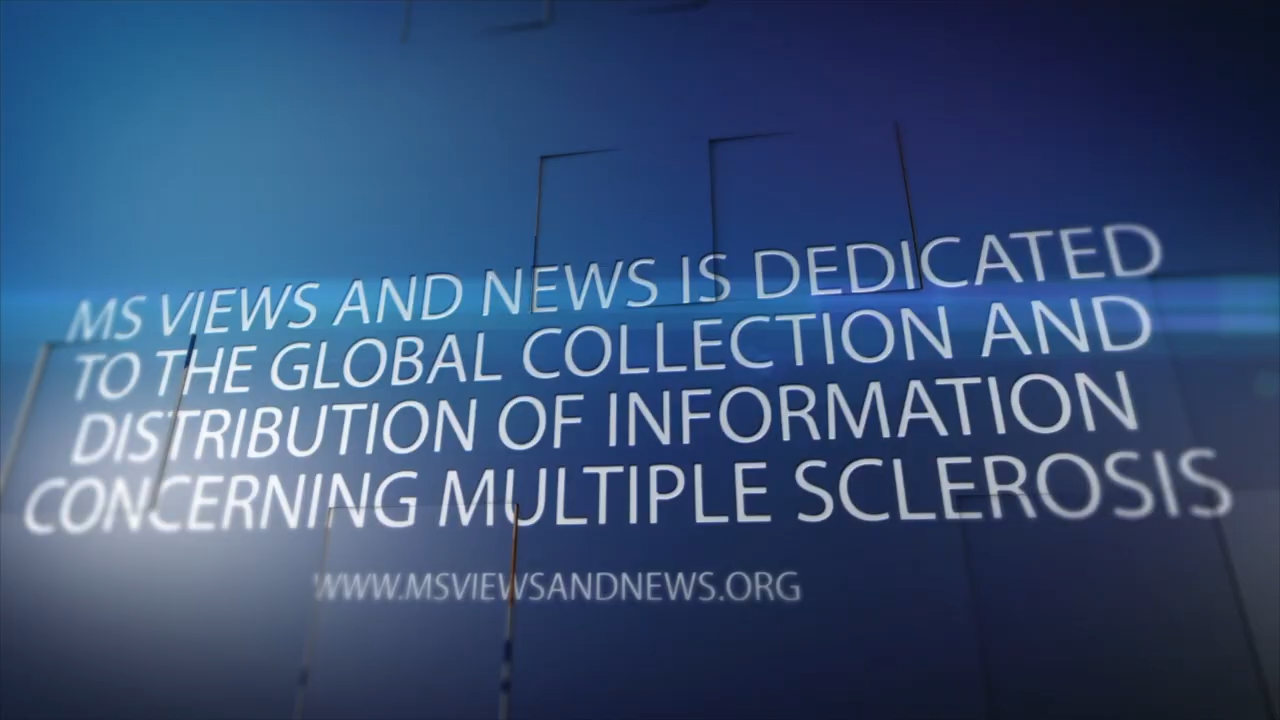 MS VIEWS AND NEWS IS DEDICATED
TO THE GLOBAL COLLECTION AND
DISTRIBUTION OF INFORMATION
CONCERNING MULTIPLE SCLEROSIS
WWW.MSVIEWSANDNEWS.ORG